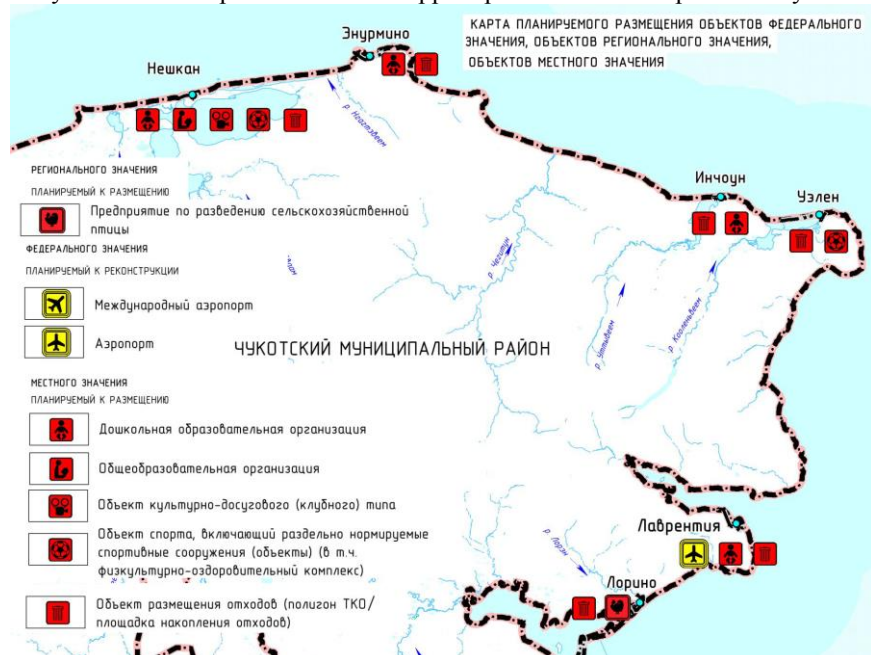 КАРТА ПЛАНИРУЕМОГО РАЗМЕЩЕНИЯ ОБЪЕКТОВ ФЕДЕРАЛЬНОГО
ЗНАЧЕНИЯ, ОБЪЕКТОВ РЕГИОНАЛЬНОГО ЗНАЧЕНИЯ,
ОБЪЕКТОВ МЕСТНОГО ЗНАЧЕНИЯ
Энурмино
Нешкан
Инчоун
Уэлен
РЕГИОНАЛЬНОГО ЗНАЧЕНИЯ
ПЛАНИРУЕМЫЙ К РАЗМЕЩЕНИЮ
Предприятие по разведению сельскохозяйственной
птицы
ФЕДЕРАЛЬНОГО ЗНАЧЕНИЯ
ПЛАНИРУЕМЫЙ К РЕКОНСТРУКЦИИ
Международный аэропорт
Аэропорт
р. Чегитун
р. Уттывеем
ЧУКОТСКИЙ МУНИЦИПАЛЬНЫЙ РАЙОН
МЕСТНОГО ЗНАЧЕНИЯ
ПЛАНИРУЕМЫЙ К РАЗМЕЩЕНИЮ
Дошкольная образовательная организация
Общеобразовательная организация
Объект культурно-досугового (клубного) типа
Объект спорта, включающий раздельно нормируемые
спортивные сооружения (объекты) (в т.ч.
физкультурно-оздоровительный комплекс)
Объект размещения отходов (полигон ТКО/
площадка накопления отходов)
Лаврентия
р. Лорэн
Лорино